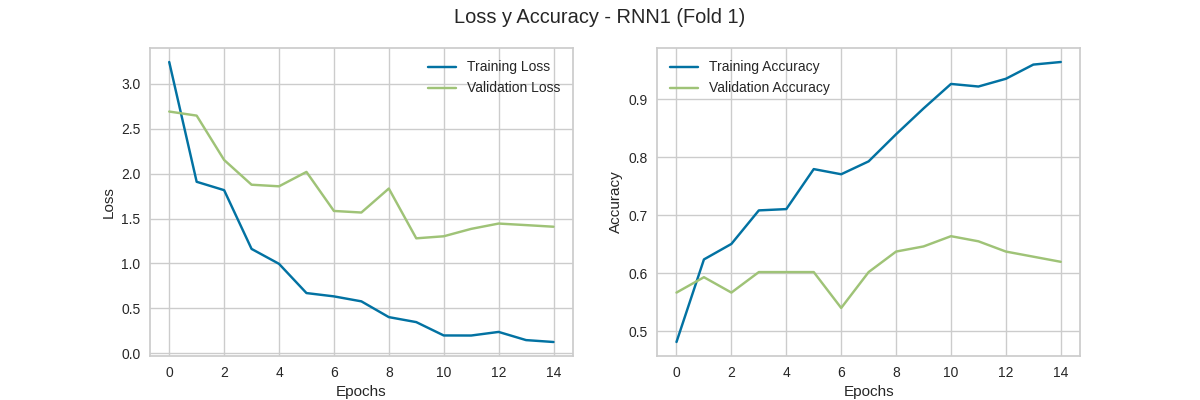 Loss y Accuracy - RNN1 (Fold 1)
Training Loss
Validation Loss
3.0
2.5
2.0
1.5
1.0
0.5
0.0
Loss
0 2 4 6 8 10 12 14
Epochs
Training Accuracy
Validation Accuracy
0.9
0.8
0.7
0.6
0.5
Accuracy
0 2 4 6 8 10 12 14
Epochs